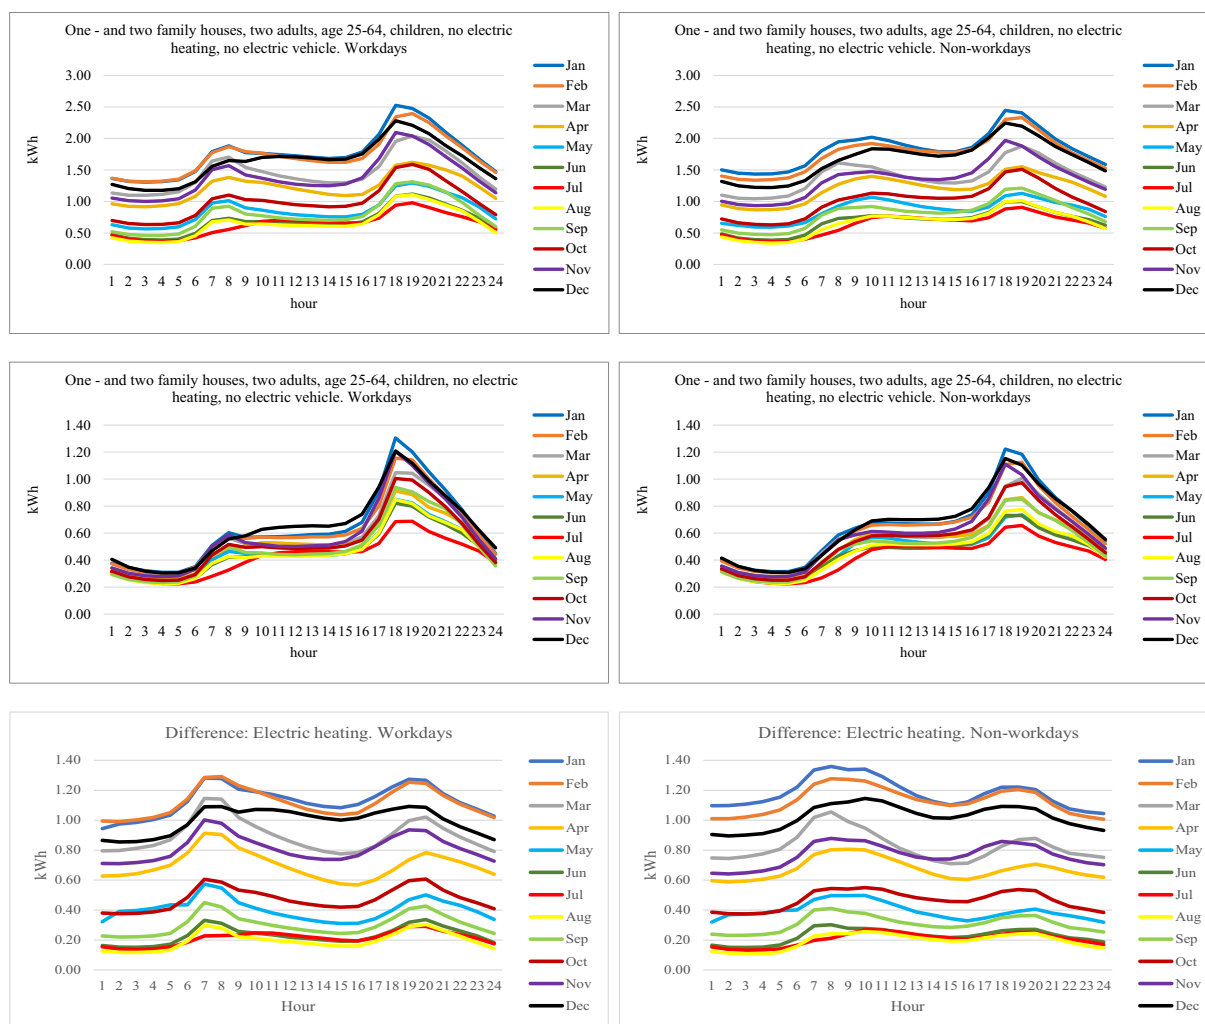 One - and two family houses, two adults, age 25-64, children, no electric
heating, no electric vehicle. Workdays
3.00
2.50
2.00
1.50
1.00
0.50
0.00
kWh
1 2 3 4 5 6 7 8 9 10 11 12 13 14 15 16 17 18 19 20 21 22 23 24
hour
Jan
Feb
Mar
Apr
May
Jun
Jul
Aug
Sep
Oct
Nov
Dec
One - and two family houses, two adults, age 25-64, children, no electric
heating, no electric vehicle. Non-workdays
3.00
2.50
2.00
1.50
1.00
0.50
0.00
kWh
1 2 3 4 5 6 7 8 9 10 11 12 13 14 15 16 17 18 19 20 21 22 23 24
hour
Jan
Feb
Mar
Apr
May
Jun
Jul
Aug
Sep
Oct
Nov
Dec
One - and two family houses, two adults, age 25-64, children, no electric
heating, no electric vehicle. Workdays
1.40
1.20
1.00
0.80
0.60
0.40
0.20
0.00
kWh
1 2 3 4 5 6 7 8 9 10 11 12 13 14 15 16 17 18 19 20 21 22 23 24
hour
Jan
Feb
Mar
Apr
May
Jun
Jul
Aug
Sep
Oct
Nov
Dec
One - and two family houses, two adults, age 25-64, children, no electric
heating, no electric vehicle. Non-workdays
1.40
1.20
1.00
0.80
0.60
0.40
0.20
0.00
kWh
1 2 3 4 5 6 7 8 9 10 11 12 13 14 15 16 17 18 19 20 21 22 23 24
hour
Jan
Feb
Mar
Apr
May
Jun
Jul
Aug
Sep
Oct
Nov
Dec
Difference: Electric heating. Workdays
1.40
1.20
1.00
0.80
0.60
0.40
0.20
0.00
kWh
1 2 3 4 5 6 7 8 9 10 11 12 13 14 15 16 17 18 19 20 21 22 23 24
Hour
Jan
Feb
Mar
Apr
May
Jun
Jul
Aug
Sep
Oct
Nov
Dec
Difference: Electric heating. Non-workdays
1.40
1.20
1.00
0.80
0.60
0.40
0.20
0.00
kWh
1 2 3 4 5 6 7 8 9 10 11 12 13 14 15 16 17 18 19 20 21 22 23 24
Hour
Jan
Feb
Mar
Apr
May
Jun
Jul
Aug
Sep
Oct
Nov
Dec